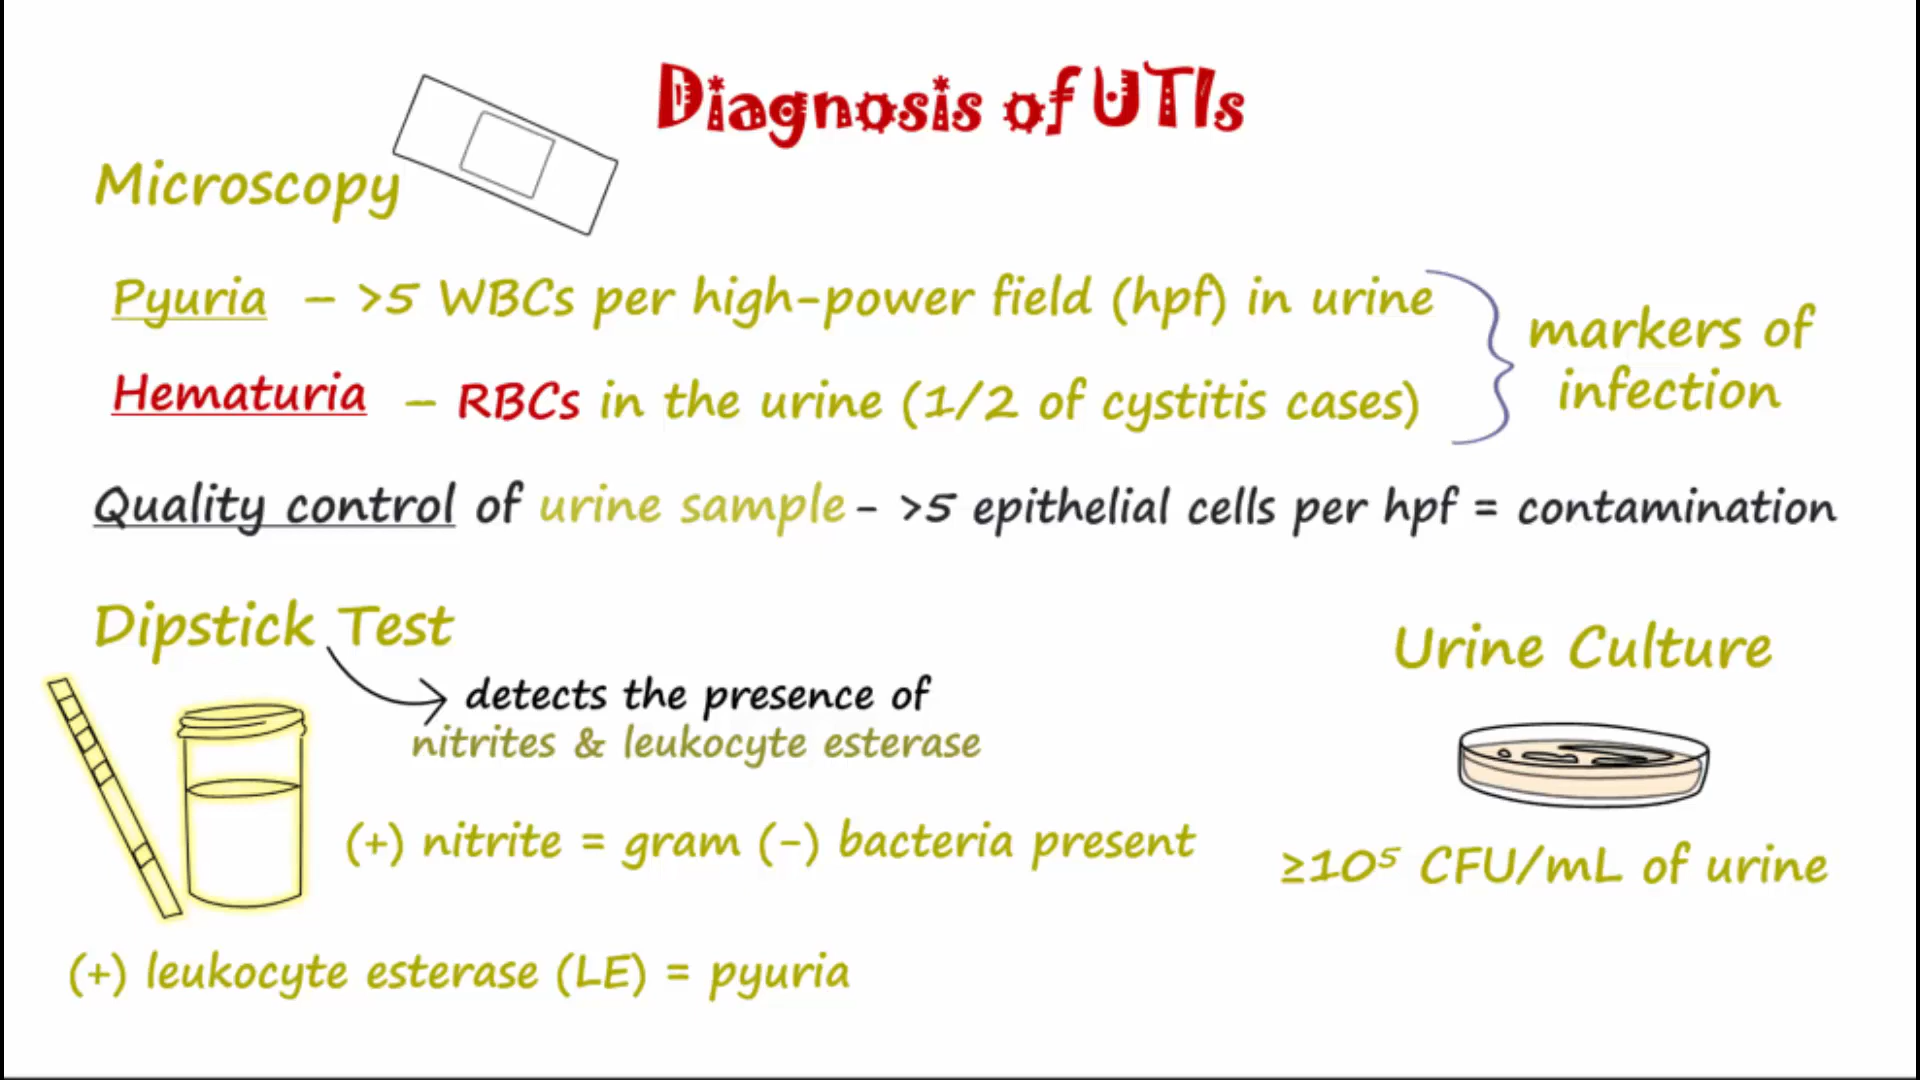 Diagnosis of UTIs
Microscopy
Pyuria – >5 WBCs per high-power field (hpf) in urine
Hematuria – RBCs in the urine (1/2 of cystitis cases)
markers of
infection
Quality control of urine sample - >5 epithelial cells per hpf = contamination
Dipstick Test
detects the presence of
nitrites & leukocyte esterase
(+) nitrite = gram (-) bacteria present
(+) leukocyte esterase (LE) = pyuria
Urine Culture
≥10⁵ CFU/mL of urine